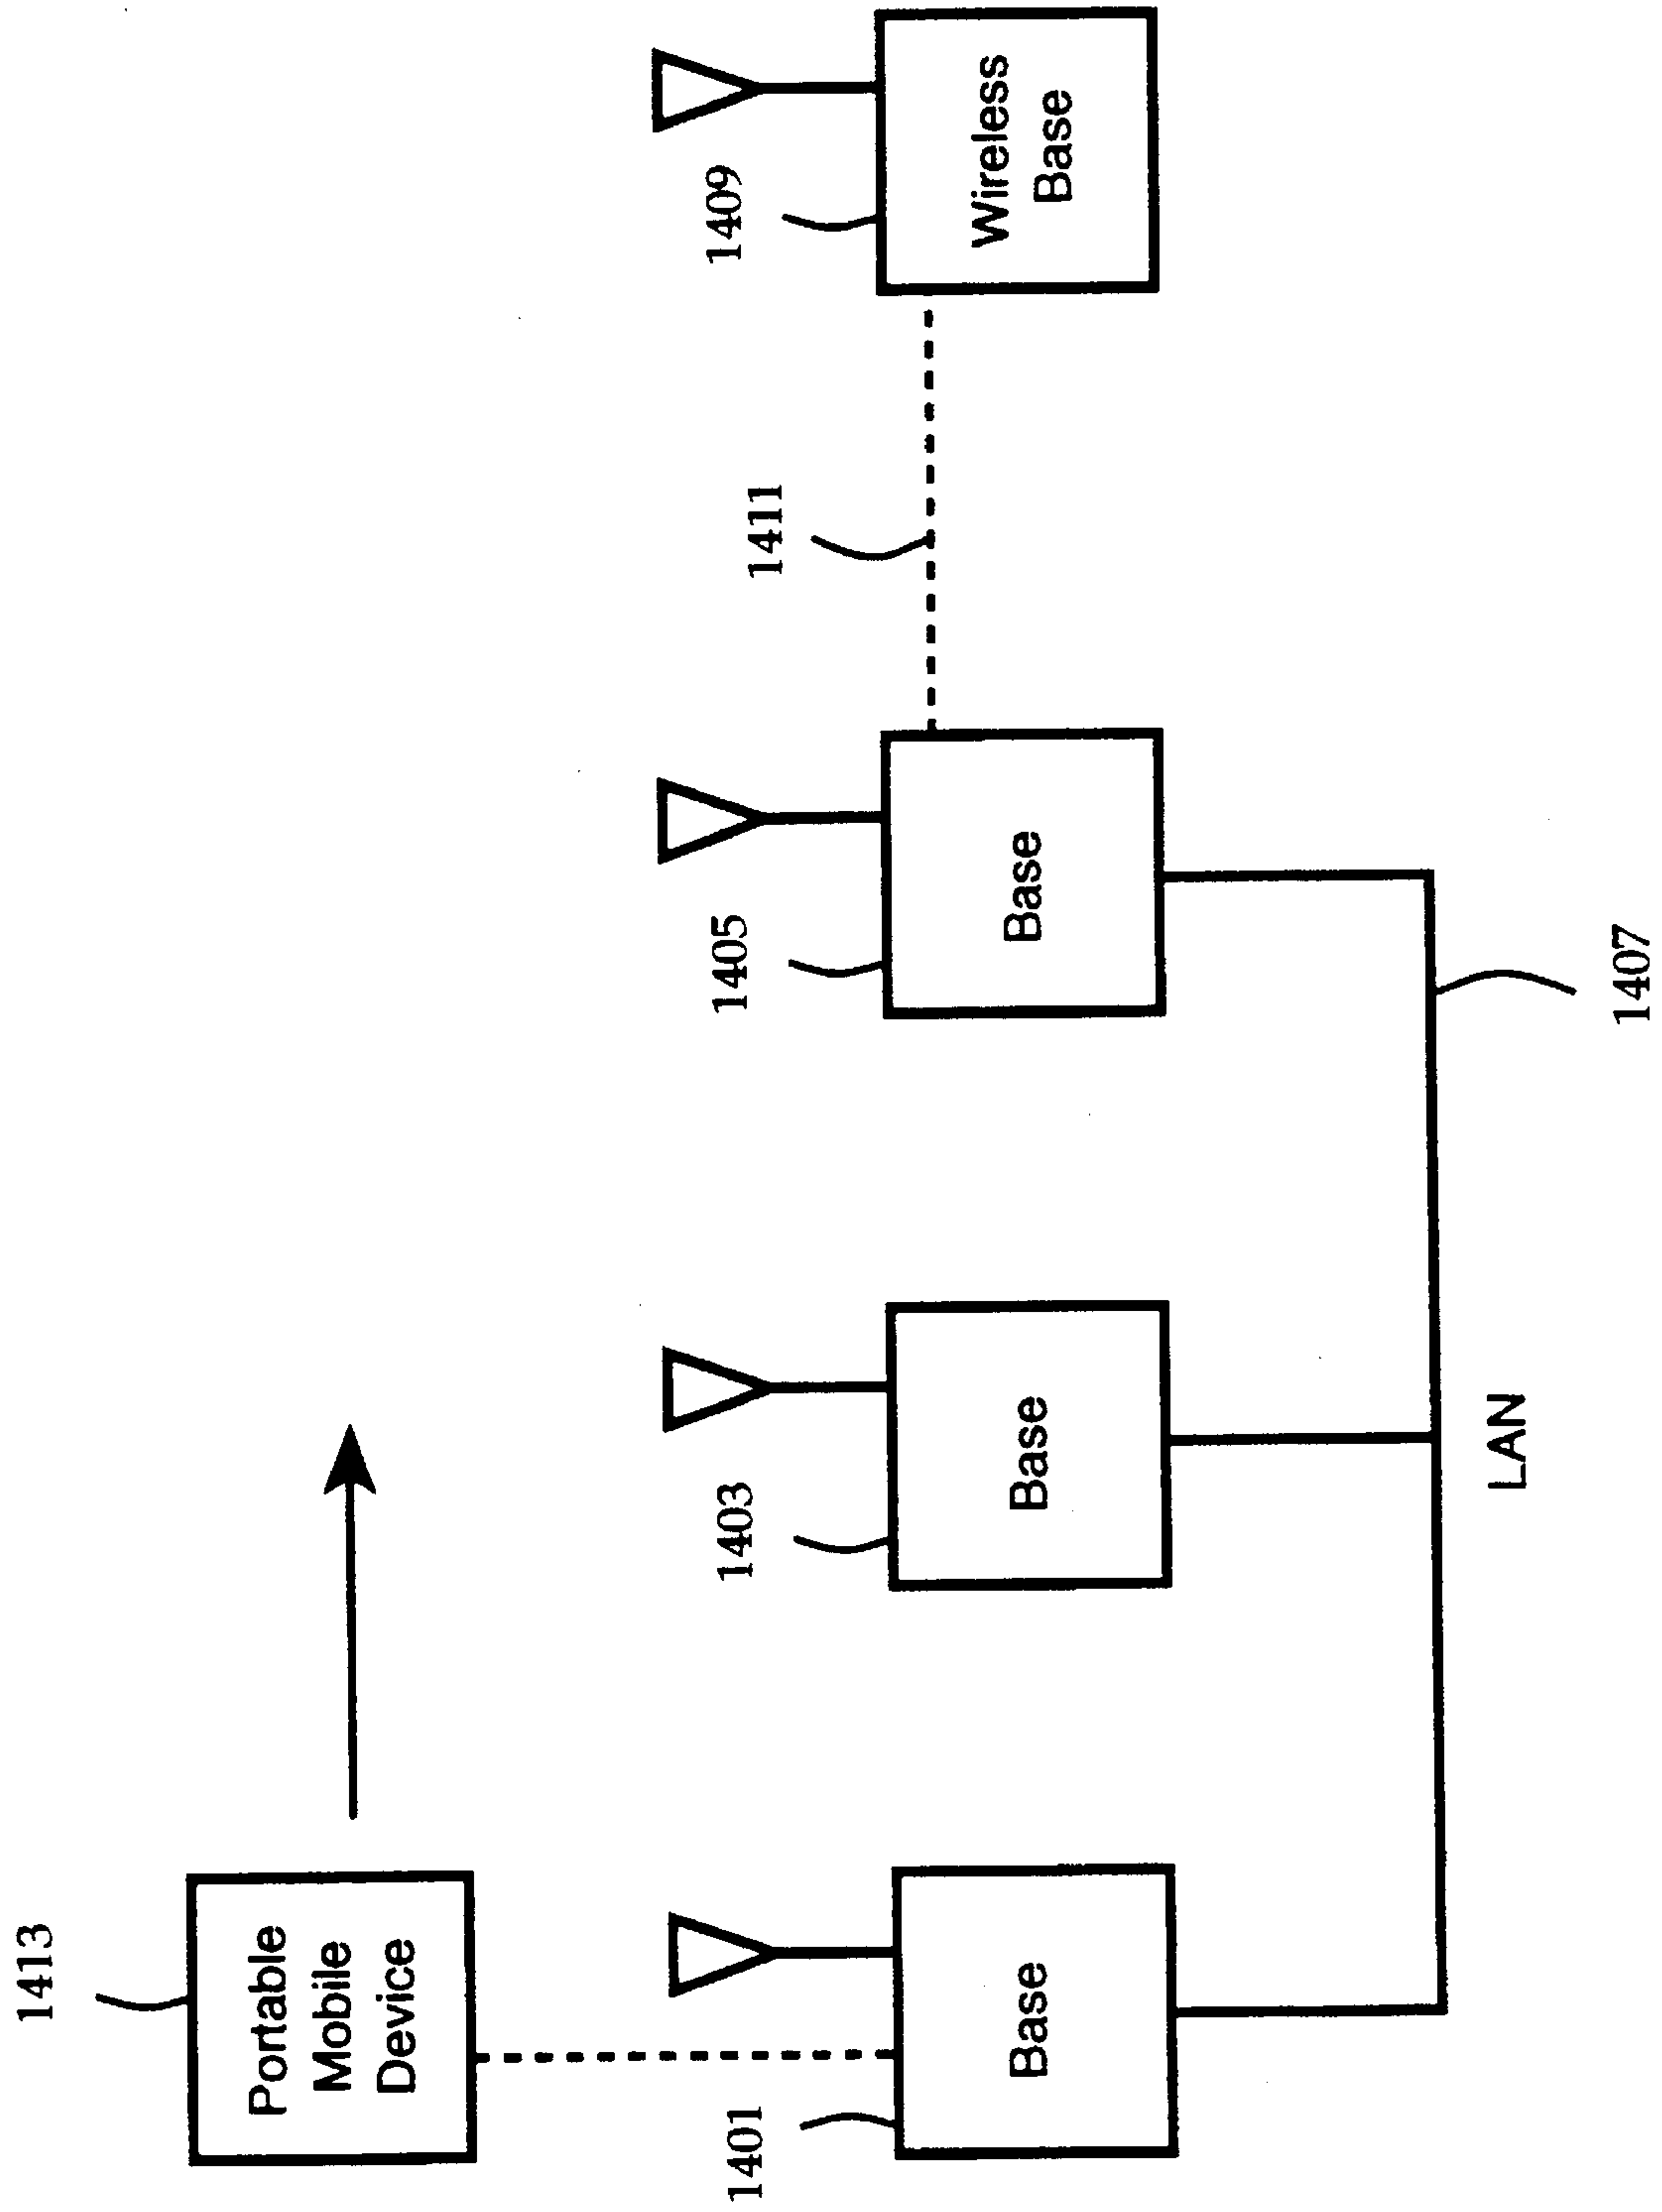 1413
Portable
Mobile
Device
1401
Base
1403
Base
1405
Base
1411
1409
Wireless
Base
LAN
1407